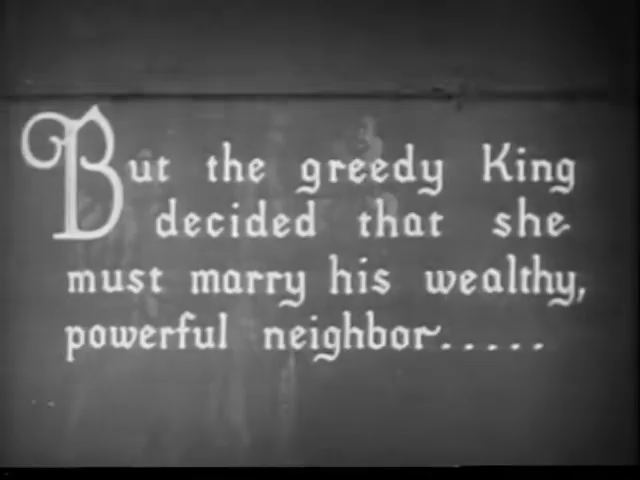 But the greedy King
decided that she
must marry his wealthy,
powerful neighbor.....